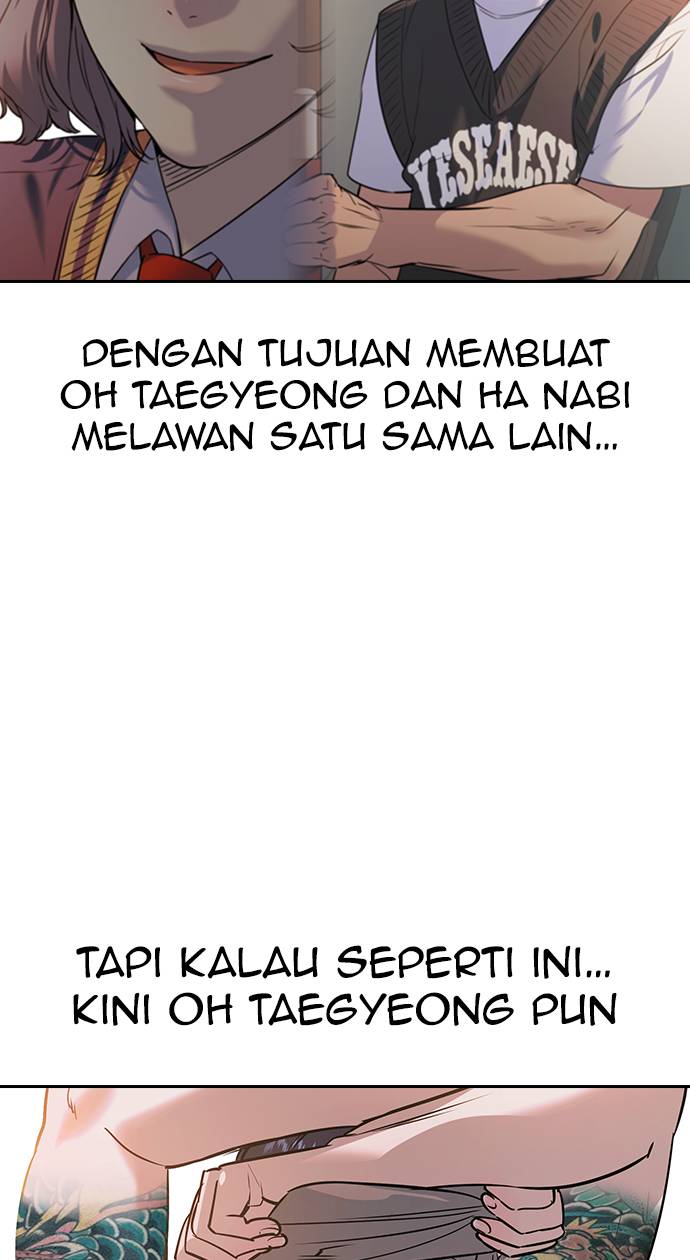 YESEAESE
DENGAN TUJUAN MEMBUAT
OH TAEGYEONG DAN HA NABI
MELAWAN SATU SAMA LAIN...
TAPI KALAU SEPERTI INI...
KINI OH TAEGYEONG PUN